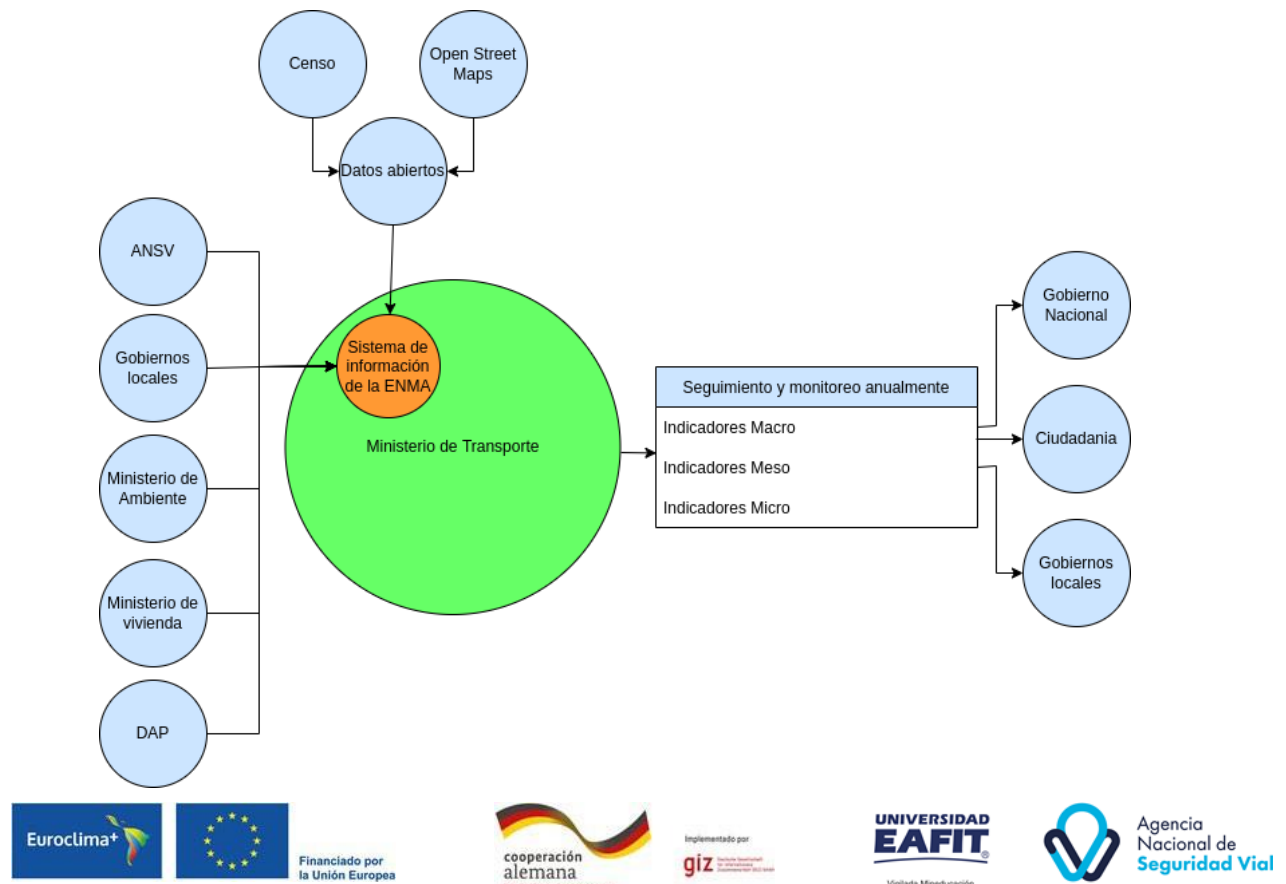 Censo
Open Street
Maps
Datos abiertos
ANSV
Gobiernos
locales
Ministerio de
Ambiente
Ministerio de
vivienda
DAP
Sistema de
información
de la ENMA
Ministerio de Transporte
Seguimiento y monitoreo anualmente
Indicadores Macro
Indicadores Meso
Indicadores Micro
Gobierno
Nacional
Ciudadania
Gobiernos
locales
Euroclima+
Financiado por
la Unión Europea
cooperación
alemana
Implementado por
giz
UNIVERSIDAD
EAFIT
Vigilada Mineducación
Agencia
Nacional de
Seguridad Vial